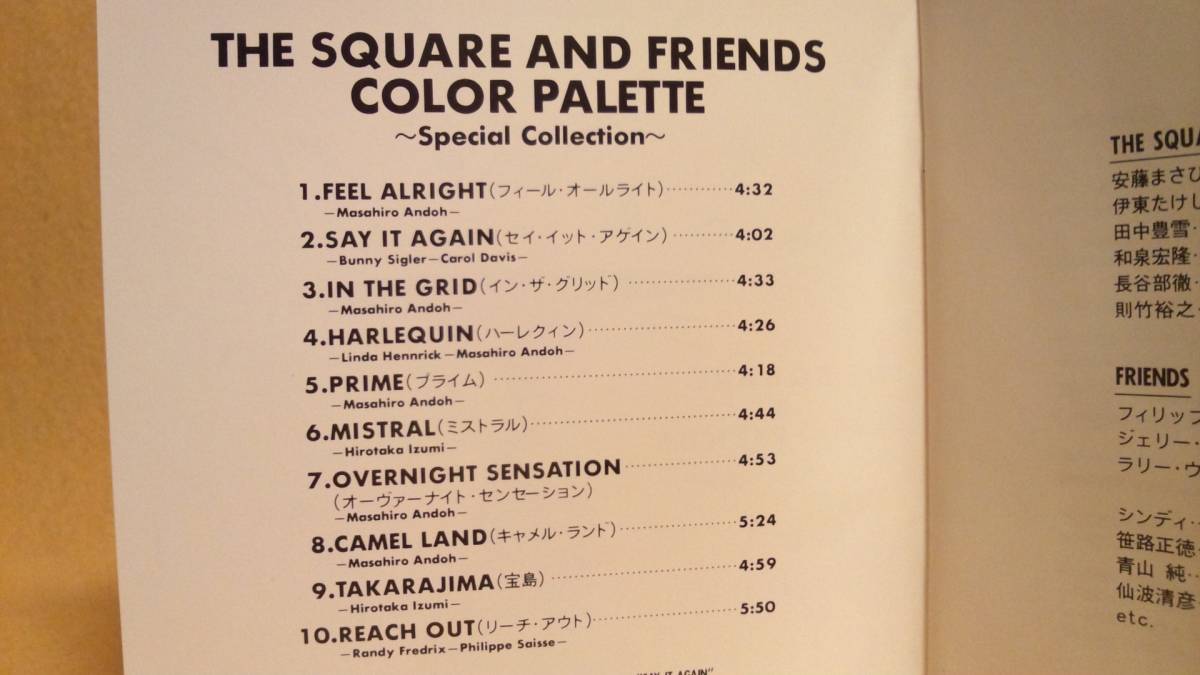 THE SQUARE AND FRIENDS
COLOR PALETTE
～Special Collection～
1.FEEL ALRIGHT(フィール・オールライト)···········4:32
—Masahiro Andoh—
2.SAY IT AGAIN(セイ・イット・アゲイン)··········4:02
—Bunny Sigler—Carol Davis—
3.IN THE GRID(イン・ザ・グリッド)················4:33
—Masahiro Andoh—
4.HARLEQUIN(ハーレクィン)·····················4:26
—Linda Hennrick—Masahiro Andoh—
5.PRIME(プライム)·································4:18
—Masahiro Andoh—
6.MISTRAL(ミストラル)····························4:44
—Hirotaka Izumi—
7.OVERNIGHT SENSATION···············4:53
(オーヴァーナイト・センセーション)
—Masahiro Andoh—
8.CAMEL LAND(キャメル・ランド)················5:24
—Masahiro Andoh—
9.TAKARAJIMA(宝島)··························4:59
—Hirotaka Izumi—
10.REACH OUT(リーチ・アウト)····················5:50
—Randy Fredrix—Philippe Saisse—
"SAY IT AGAIN"
THE SQUA
安藤まさひ
伊東たけし
田中豊雪··
和泉宏隆··
長谷部徹··
則竹裕之··
FRIENDS
フィリップ
ジェリー・
ラリー・ウ
シンディ・
笹路正徳··
青山 純··
仙波清彦
etc.